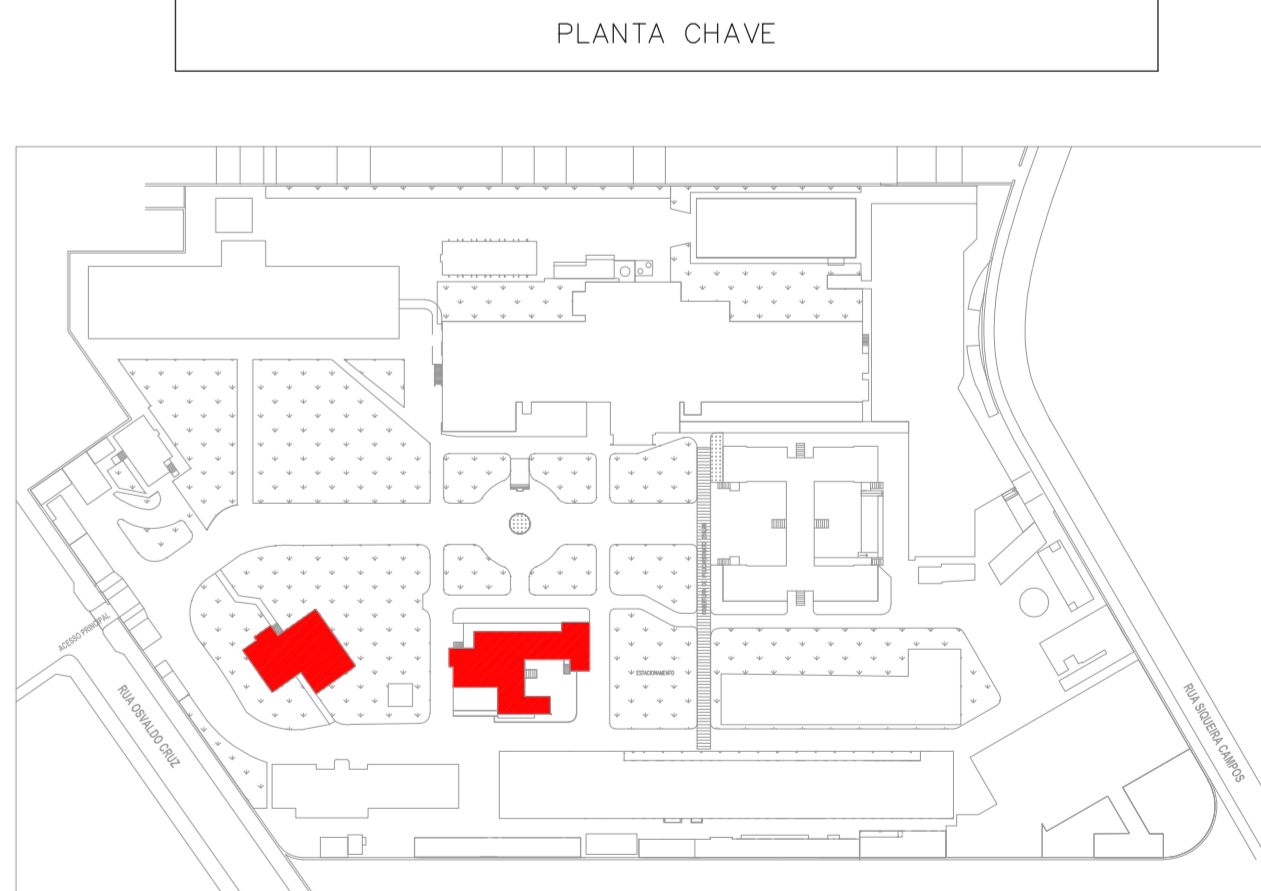 PLANTA CHAVE
ACESSO PRINCIPAL
RUA OSVALDO CRUZ
ESTACIONAMENTO
RUA SIQUEIRA CAMPOS